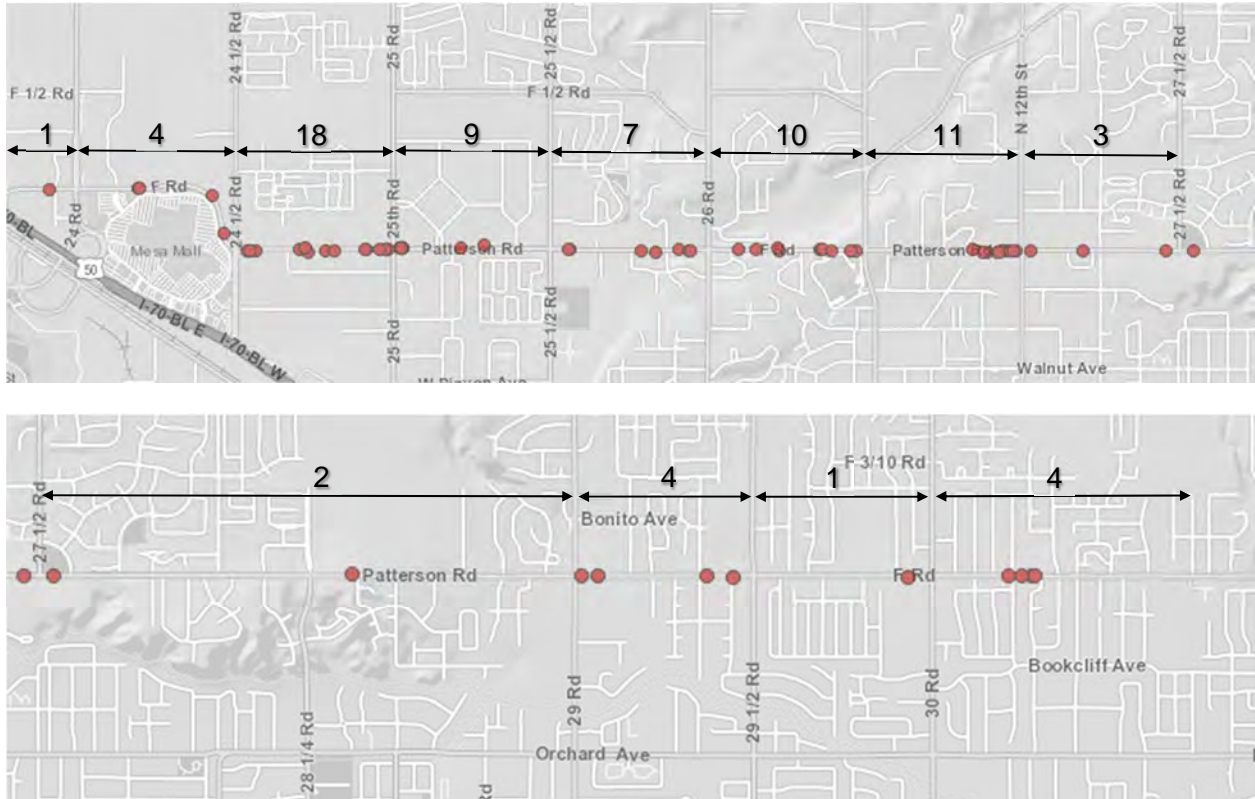 24 1/2 Rd
25 Rd
25 1/2 Rd
N 12th St
27 1/2 Rd
F 1/2 Rd
F 1/2 Rd
1
4
18
9
7
10
11
3
24 Rd
F Rd
24 1/2 Rd
25th Rd
26 Rd
27 1/2 Rd
Mesa Mall
Patterson Rd
Patterson
50
I-70-BL E
I-70-BL W
25 Rd
25 1/2 Rd
Walnut Ave
2
4
1
4
F 3/10 Rd
27 1/2 Rd
Bonito Ave
Patterson Rd
F Rd
Bookcliff Ave
28 1/4 Rd
29 Rd
29 1/2 Rd
30 Rd
Orchard Ave